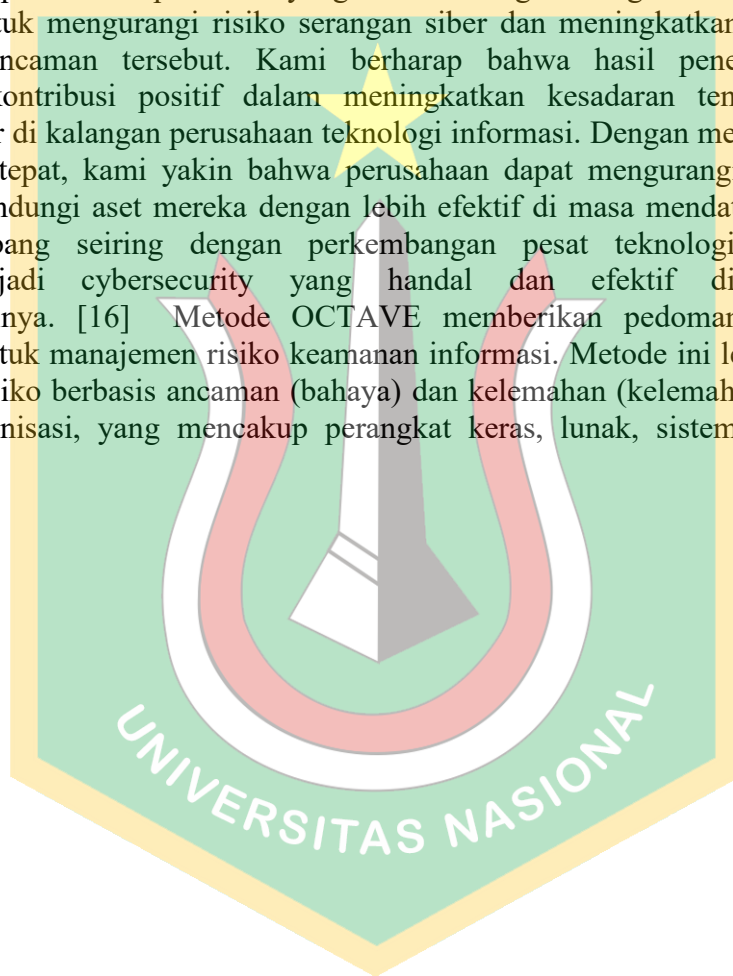 tuk mengurangi risiko serangan siber dan meningkatkan
ncaman tersebut. Kami berharap bahwa hasil pene
kontribusi positif dalam meningkatkan kesadaran ten
r di kalangan perusahaan teknologi informasi. Dengan me
tepat, kami yakin bahwa perusahaan dapat mengurang
ndungi aset mereka dengan lebih efektif di masa mendat
bang seiring dengan perkembangan pesat teknologi
jadi cybersecurity yang handal dan efektif di
nya. [16] Metode OCTAVE memberikan pedoman
tuk manajemen risiko keamanan informasi. Metode ini le
iko berbasis ancaman (bahaya) dan kelemahan (kelemah
nisasi, yang mencakup perangkat keras, lunak, sistem
UNIVERSITAS NASIONAL